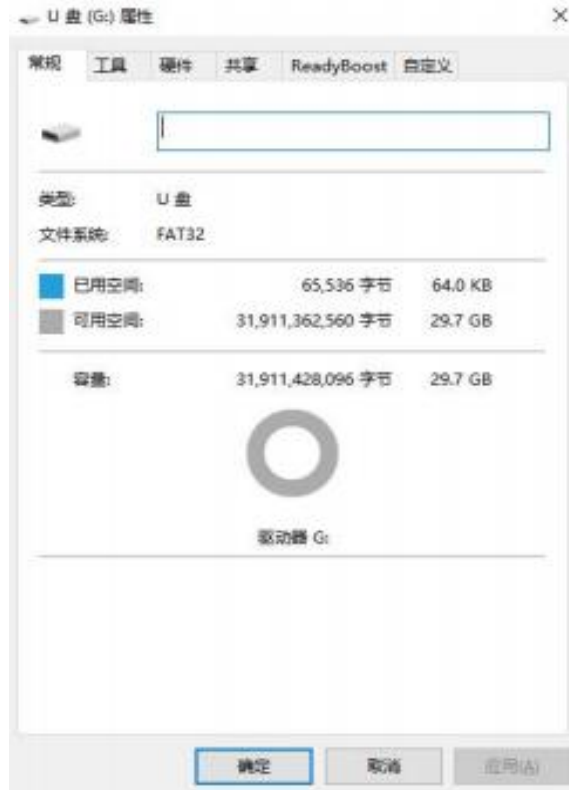 U 盘 (G:) 属性
常规 工具 硬件 共享 ReadyBoost 自定义
类型: U 盘
文件系统: FAT32
已用空间: 65,536 字节 64.0 KB
可用空间: 31,911,362,560 字节 29.7 GB
容量: 31,911,428,096 字节 29.7 GB
驱动器 G:
确定 取消 应用(A)